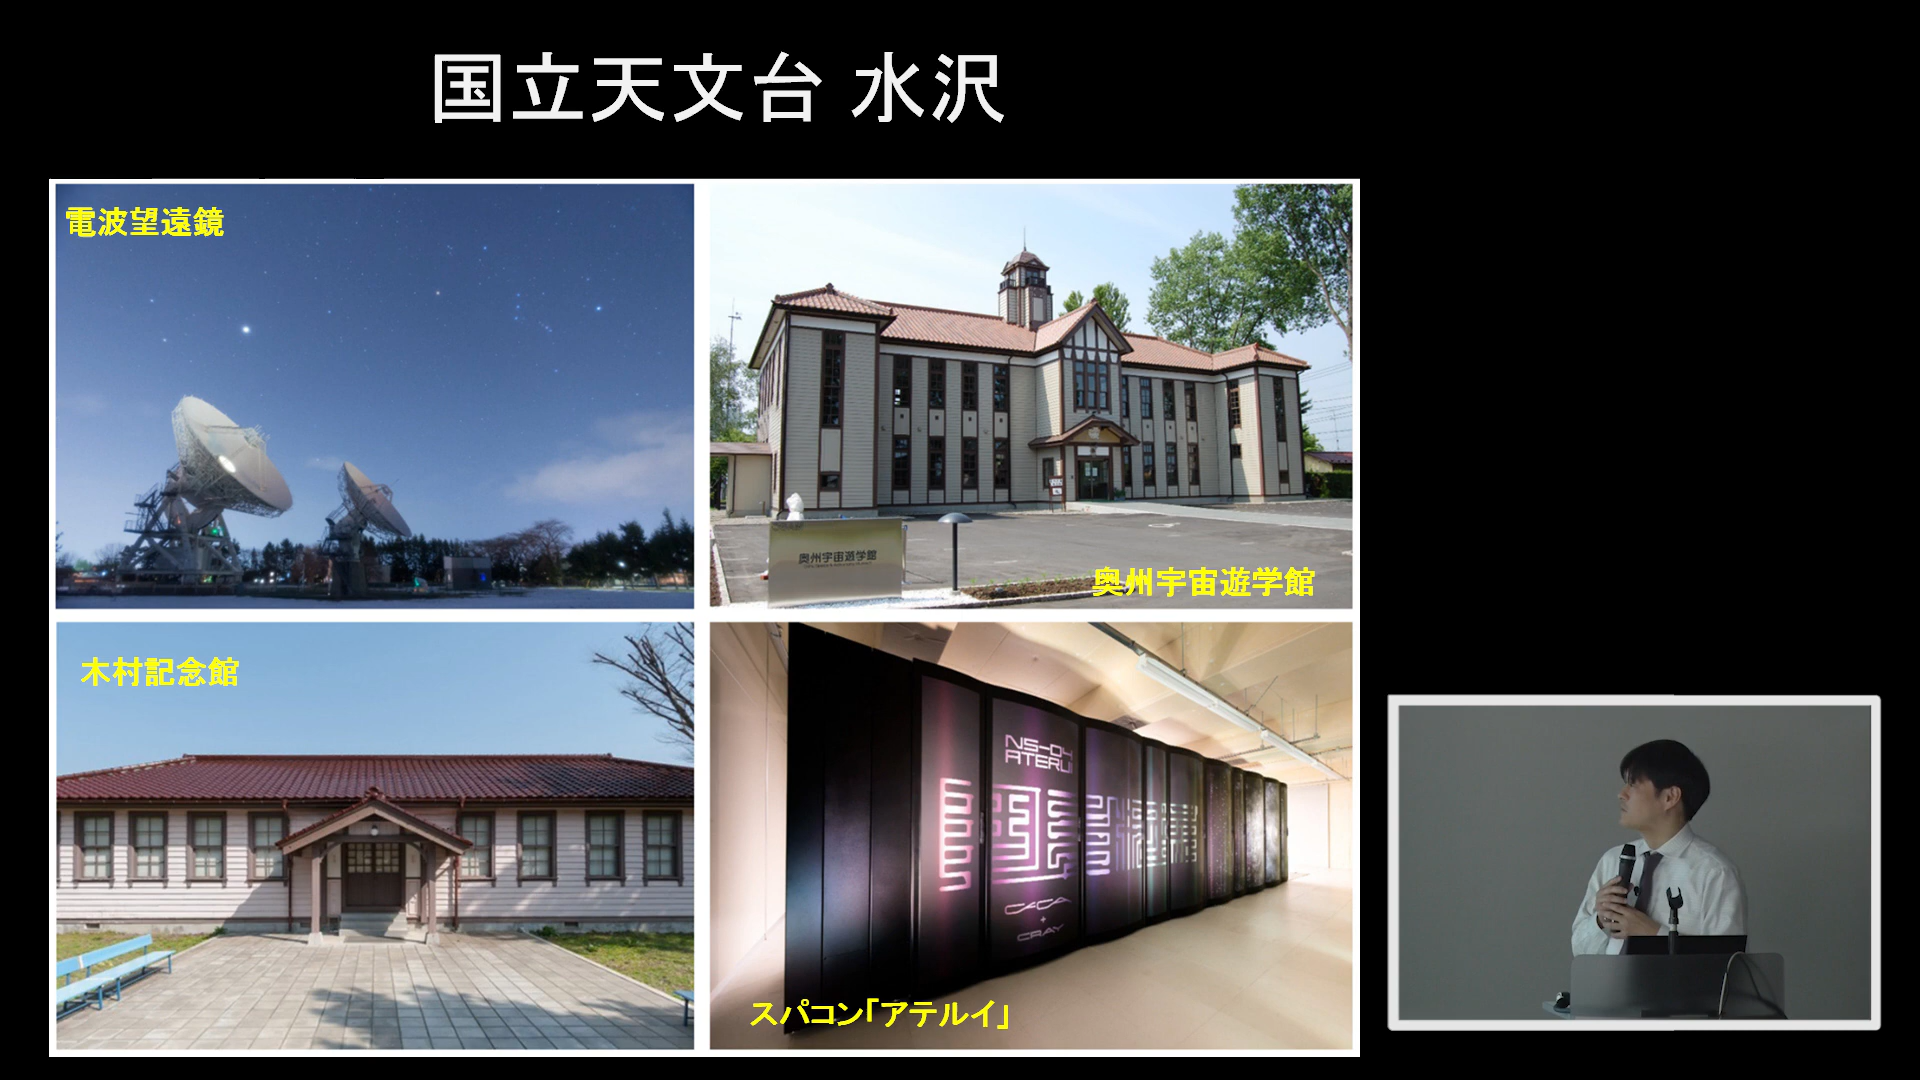 国立天文台 水沢
電波望遠鏡
奥州宇宙遊学館
奥州宇宙遊学館
木村記念館
NS-04
ATERUI
CfCA
+
CRAY
スパコン「アテルイ」